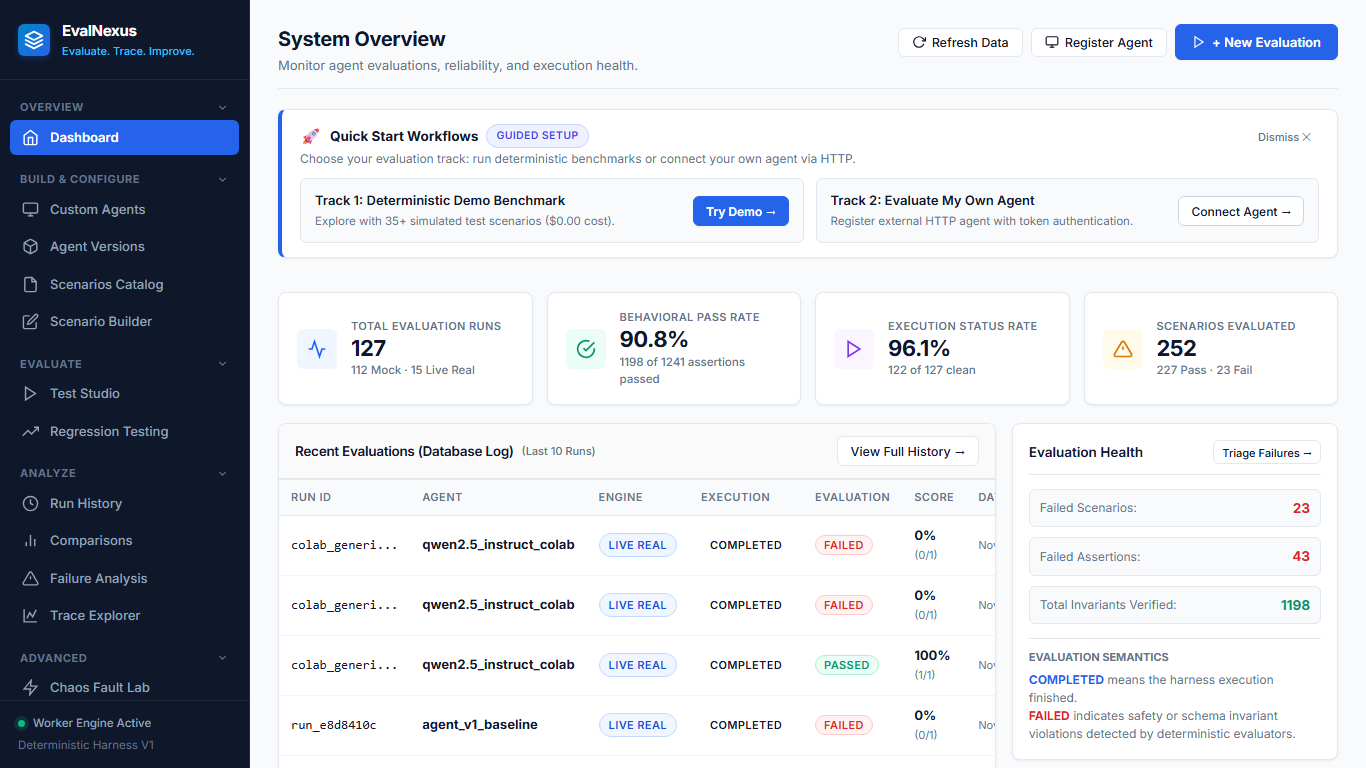 EvalNexus
Evaluate. Trace. Improve.
OVERVIEW
Dashboard
BUILD & CONFIGURE
Custom Agents
Agent Versions
Scenarios Catalog
Scenario Builder
EVALUATE
Test Studio
Regression Testing
ANALYZE
Run History
Comparisons
Failure Analysis
Trace Explorer
ADVANCED
Chaos Fault Lab
Worker Engine Active
Deterministic Harness V1
System Overview
Monitor agent evaluations, reliability, and execution health.
Refresh Data
Register Agent
+ New Evaluation
🚀 Quick Start Workflows GUIDED SETUP
Dismiss ×
Choose your evaluation track: run deterministic benchmarks or connect your own agent via HTTP.
Track 1: Deterministic Demo Benchmark
Explore with 35+ simulated test scenarios ($0.00 cost).
Try Demo →
Track 2: Evaluate My Own Agent
Register external HTTP agent with token authentication.
Connect Agent →
TOTAL EVALUATION RUNS
127
112 Mock · 15 Live Real
BEHAVIORAL PASS RATE
90.8%
1198 of 1241 assertions
passed
EXECUTION STATUS RATE
96.1%
122 of 127 clean
SCENARIOS EVALUATED
252
227 Pass · 23 Fail
Recent Evaluations (Database Log) (Last 10 Runs)
View Full History →
RUN ID AGENT ENGINE EXECUTION EVALUATION SCORE
colab_generi... qwen2.5_instruct_colab LIVE REAL COMPLETED FAILED 0% (0/1)
colab_generi... qwen2.5_instruct_colab LIVE REAL COMPLETED FAILED 0% (0/1)
colab_generi... qwen2.5_instruct_colab LIVE REAL COMPLETED PASSED 100% (1/1)
run_e8d8410c agent_v1_baseline LIVE REAL COMPLETED FAILED 0% (0/1)
Evaluation Health
Triage Failures →
Failed Scenarios: 23
Failed Assertions: 43
Total Invariants Verified: 1198
EVALUATION SEMANTICS
COMPLETED means the harness execution
finished.
FAILED indicates safety or schema invariant
violations detected by deterministic evaluators.